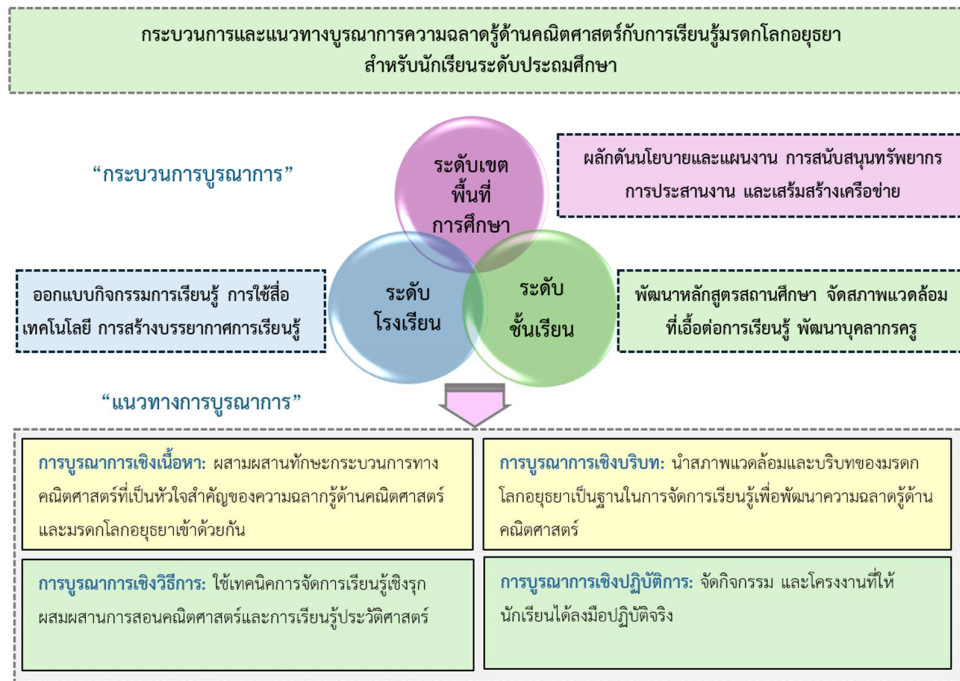 กระบวนการและแนวทางบูรณาการความฉลาดรู้ด้านคณิตศาสตร์กับการเรียนรู้มรดกโลกอยุธยา
สำหรับนักเรียนระดับประถมศึกษา
“กระบวนการบูรณาการ”
ระดับเขต
พื้นที่
การศึกษา
ผลักดันนโยบายและแผนงาน การสนับสนุนทรัพยากร
การประสานงาน และเสริมสร้างเครือข่าย
ออกแบบกิจกรรมการเรียนรู้ การใช้สื่อ
เทคโนโลยี การสร้างบรรยากาศการเรียนรู้
ระดับ
โรงเรียน
ระดับ
ชั้นเรียน
พัฒนาหลักสูตรสถานศึกษา จัดสภาพแวดล้อม
ที่เอื้อต่อการเรียนรู้ พัฒนาบุคลากรครู
“แนวทางการบูรณาการ”
การบูรณาการเชิงเนื้อหา: ผสามผสานทักษะกระบวนการทาง
คณิตศาสตร์ที่เป็นหัวใจสำคัญของความฉลากรู้ด้านคณิตศาสตร์
และมรดกโลกอยุธยาเข้าด้วยกัน
การบูรณาการเชิงบริบท: นำสภาพแวดล้อมและบริบทของมรดก
โลกอยุธยาเป็นฐานในการจัดการเรียนรู้เพื่อพัฒนาความฉลาดรู้ด้าน
คณิตศาสตร์
การบูรณาการเชิงวิธีการ: ใช้เทคนิคการจัดการเรียนรู้เชิงรุก
ผสมผสานการสอนคณิตศาสตร์และการเรียนรู้ประวัติศาสตร์
การบูรณาการเชิงปฏิบัติการ: จัดกิจกรรม และโครงงานที่ให้
นักเรียนได้ลงมือปฏิบัติจริง